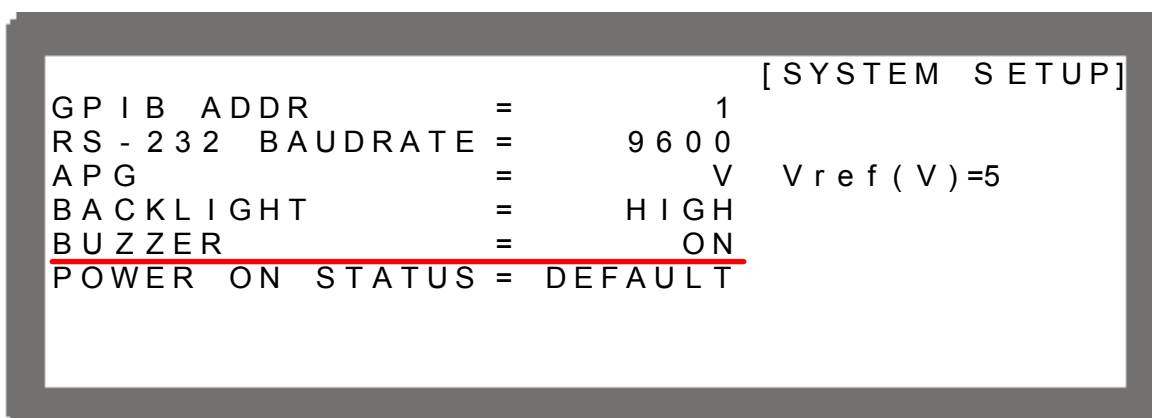 [SYSTEM SETUP]
GPIB ADDR = 1
RS-232 BAUDRATE = 9600
APG = V Vref(V)=5
BACKLIGHT = HIGH
BUZZER = ON
POWER ON STATUS = DEFAULT